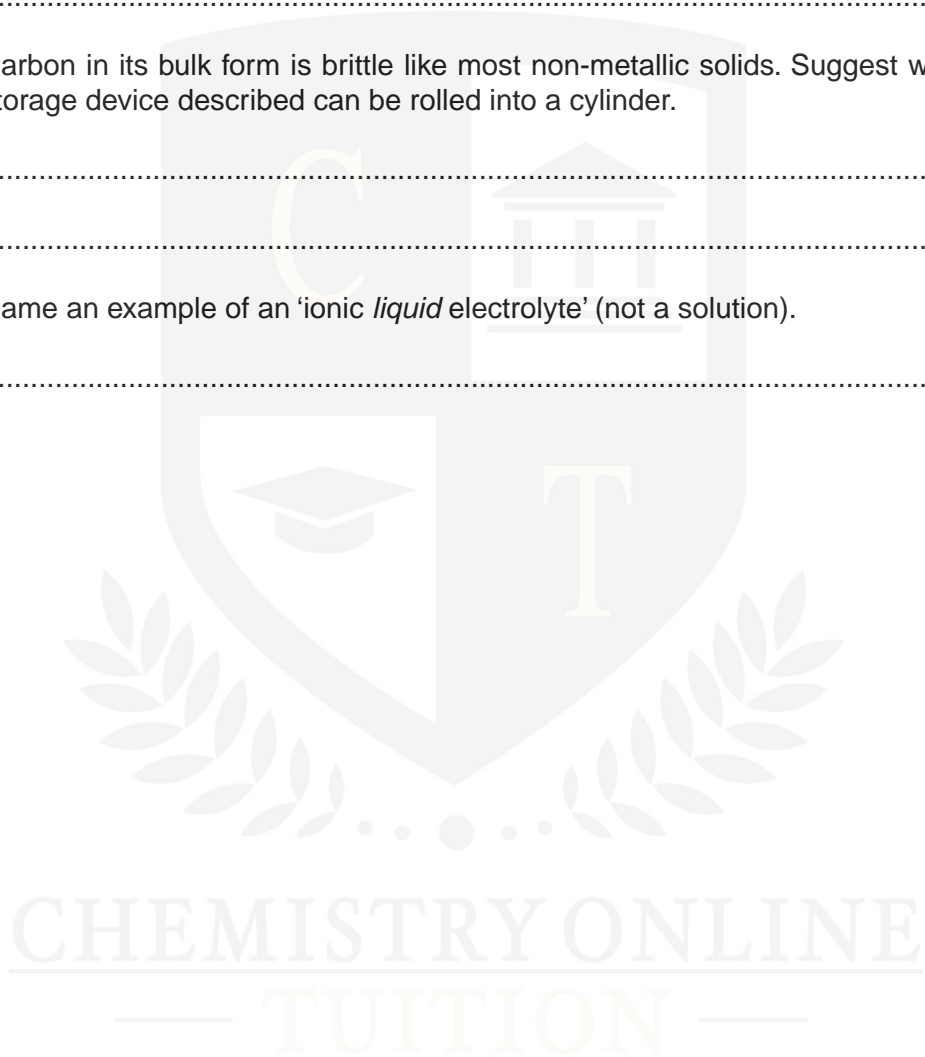 arbon in its bulk form is brittle like most non-metallic solids. Suggest w
torage device described can be rolled into a cylinder.
ame an example of an ‘ionic liquid electrolyte’ (not a solution).
C
T
CHEMISTRY ONLINE
— TUITION —